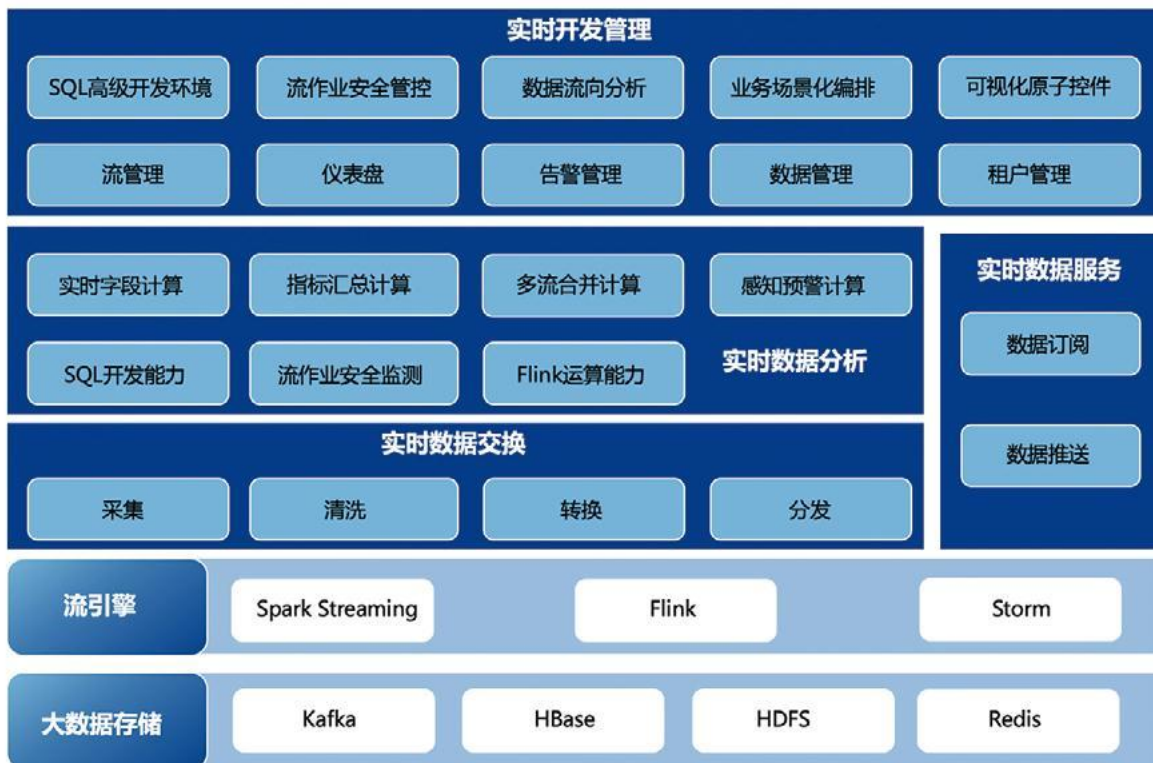 实时开发管理
SQL高级开发环境
流作业安全管控
数据流向分析
业务场景化编排
可视化原子控件
流管理
仪表盘
告警管理
数据管理
租户管理
实时字段计算
指标汇总计算
多流合并计算
感知预警计算
SQL开发能力
流作业安全监测
Flink运算能力
实时数据分析
实时数据服务
数据订阅
数据推送
实时数据交换
采集
清洗
转换
分发
流引擎
Spark Streaming
Flink
Storm
大数据存储
Kafka
HBase
HDFS
Redis